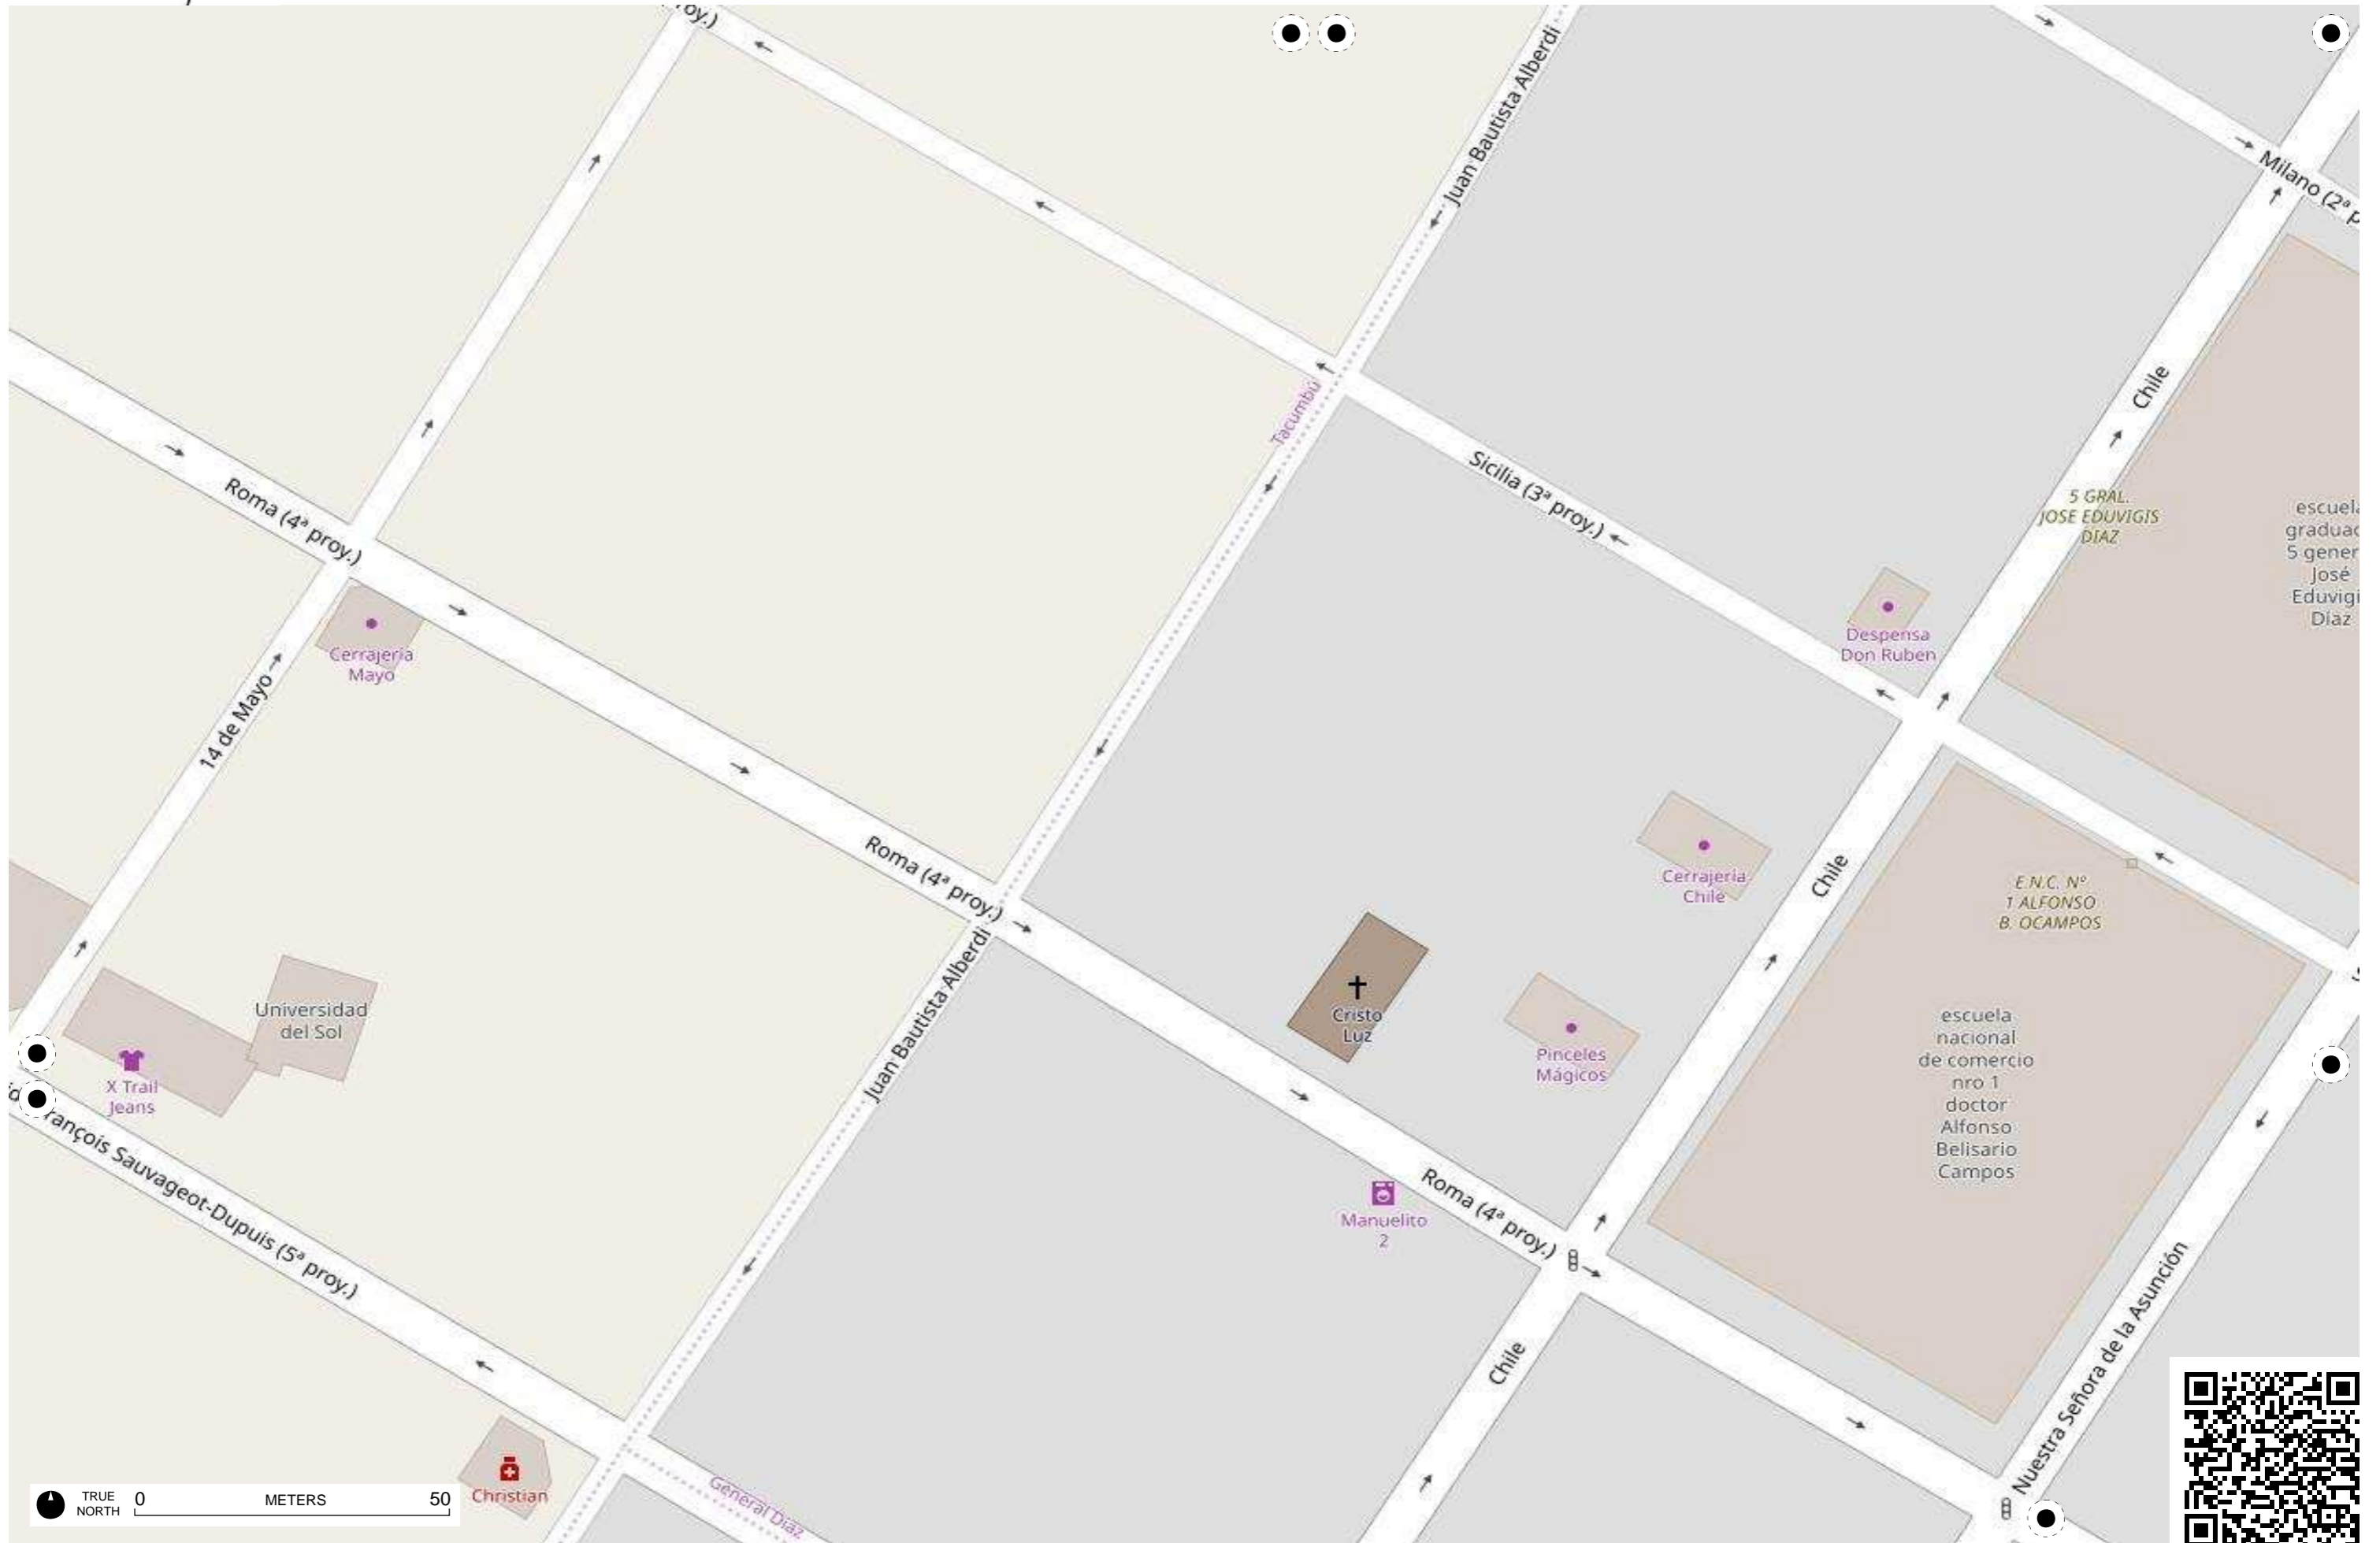 oy.)
Juan Bautista Alberdi
Milano (2ª p
Chile
Tacumbú
Sicilia (3ª proy.)
5 GRAL.
JOSE EDUVIGIS
DIAZ
escuela
graduad
5 gener
José
Eduvigi
Díaz
Roma (4ª proy.)
Despensa
Don Ruben
Cerrajería
Mayo
14 de Mayo
Roma (4ª proy.)
Cerrajería
Chile
Chile
E.N.C. Nº
1 ALFONSO
B. OCAMPOS
Juan Bautista Alberdi
Universidad
del Sol
Cristo
Luz
Pinceles
Mágicos
escuela
nacional
de comercio
nro 1
doctor
Alfonso
Belisario
Campos
X Trail
Jeans
rançois Sauvageot-Dupuis (5ª proy.)
Manuelito
2
Roma (4ª proy.)
Chile
Nuestra Señora de la Asunción
Christian
General Díaz
TRUE
NORTH
0 METERS 50